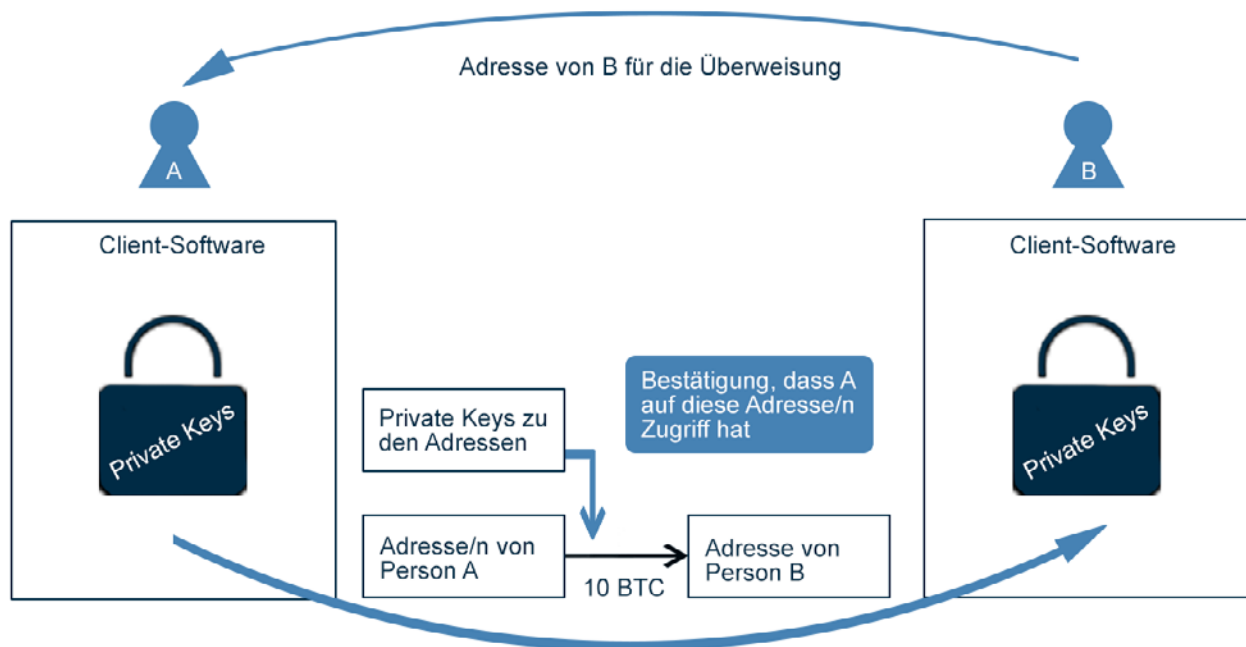 Adresse von B für die Überweisung
A
B
Client-Software
Client-Software
Private Keys
Private Keys
Bestätigung, dass A
auf diese Adresse/n
Zugriff hat
Private Keys zu
den Adressen
Adresse/n von
Person A
10 BTC
Adresse von
Person B